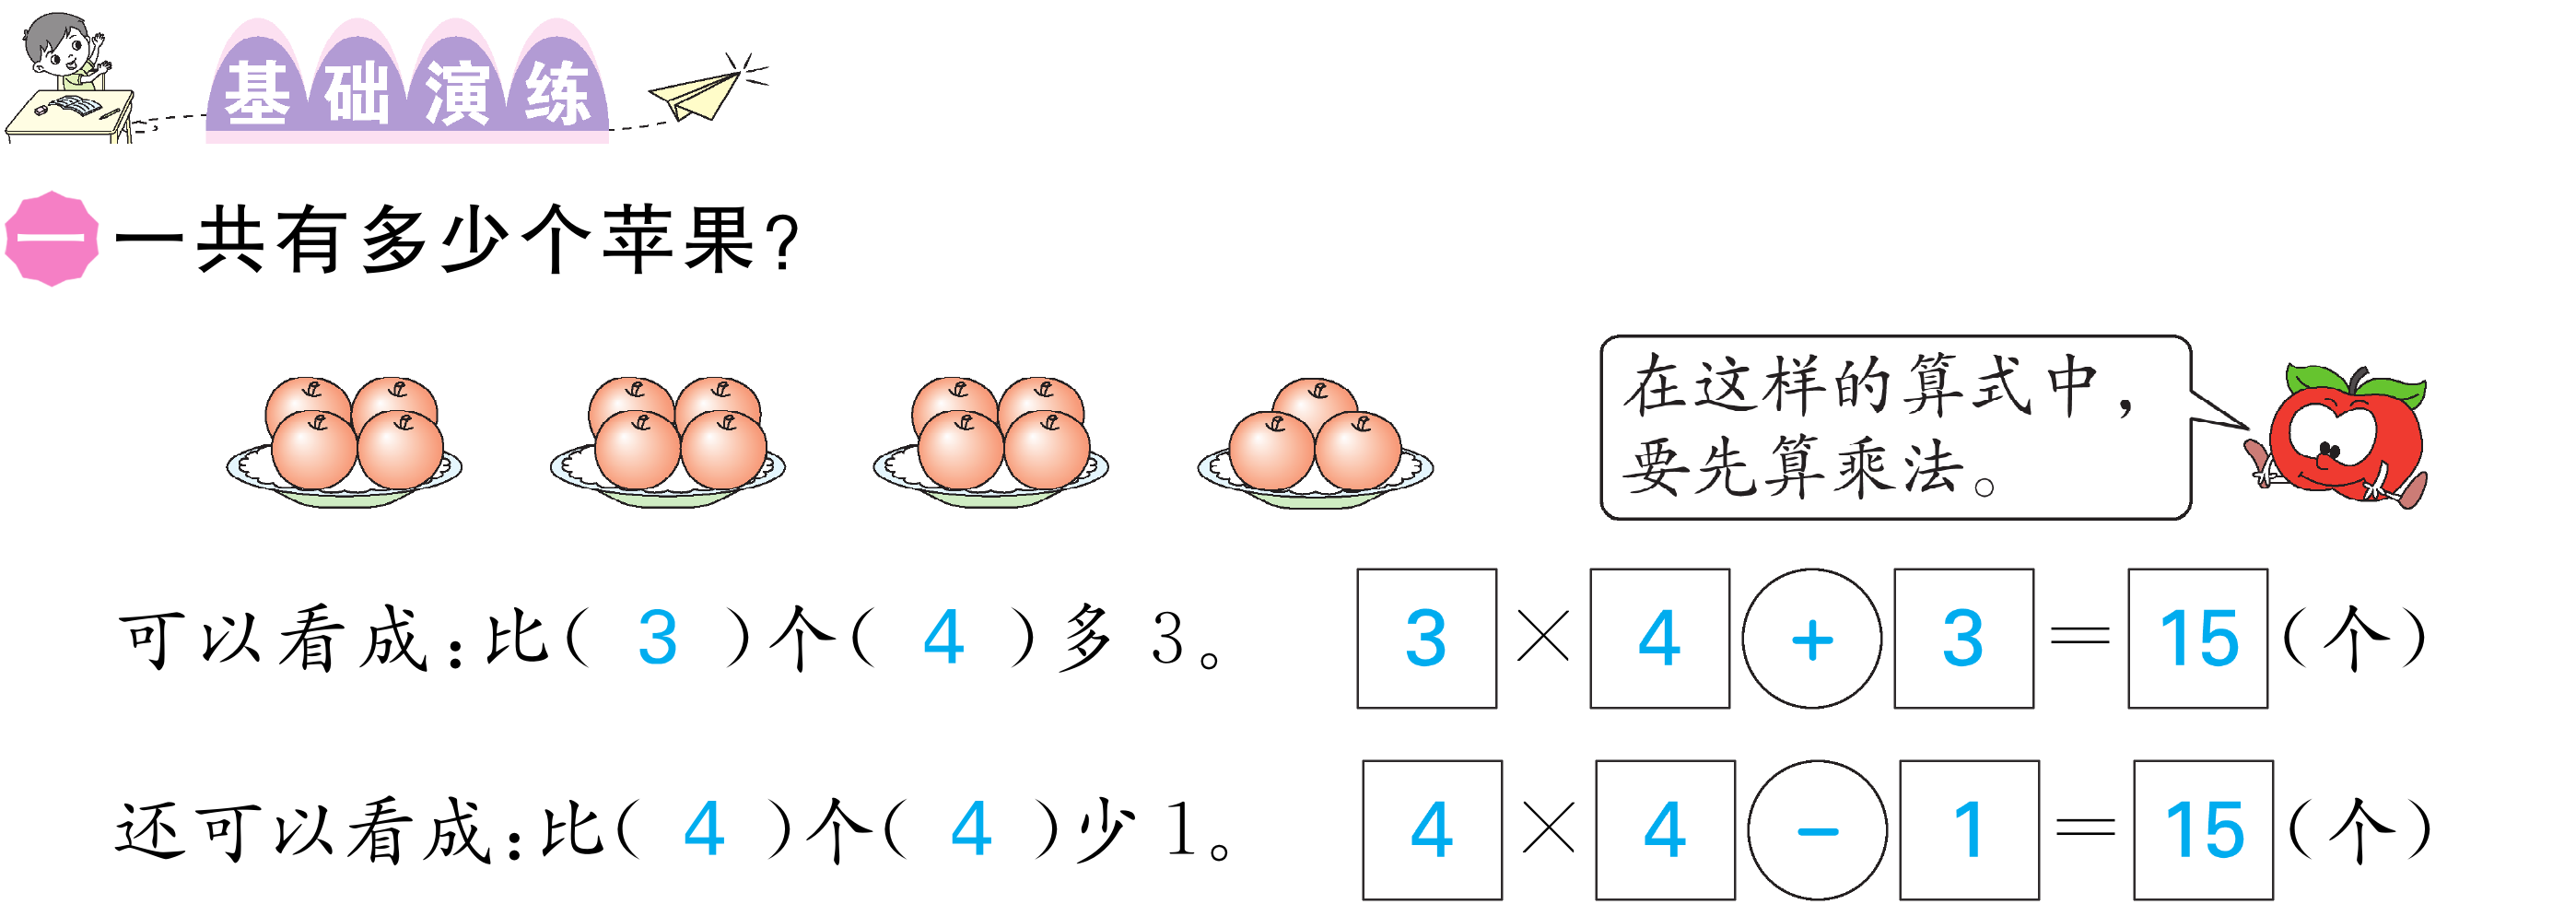 基础演练
一 一共有多少个苹果?
在这样的算式中,
要先算乘法。
可以看成:比( 3 )个( 4 )多 3。 3 × 4 + 3 = 15 (个)
还可以看成:比( 4 )个( 4 )少 1。 4 × 4 − 1 = 15 (个)